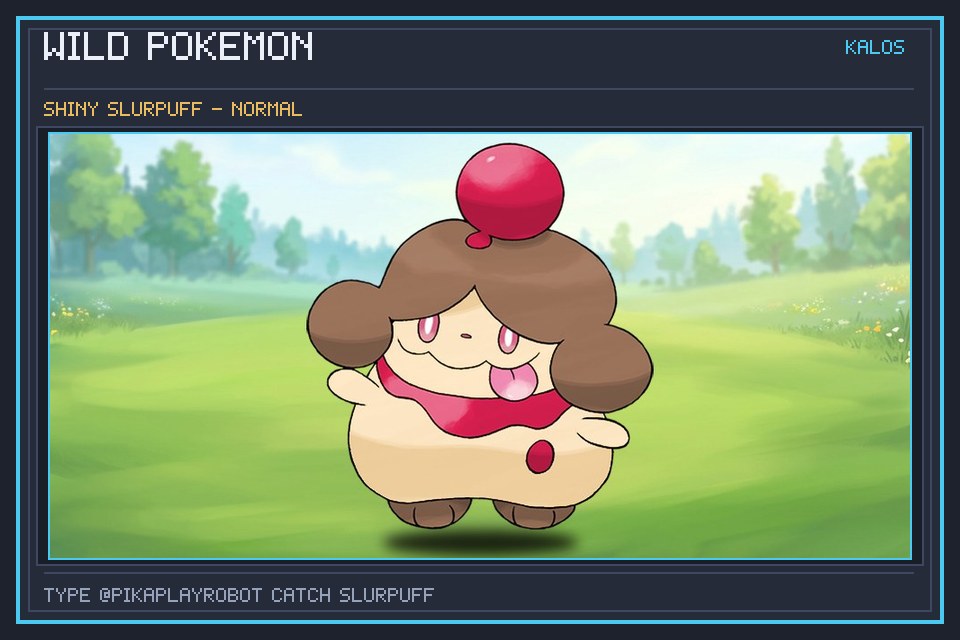 WILD POKEMON
KALOS
SHINY SLURPUFF - NORMAL
TYPE @PIKAPLAYROBOT CATCH SLURPUFF